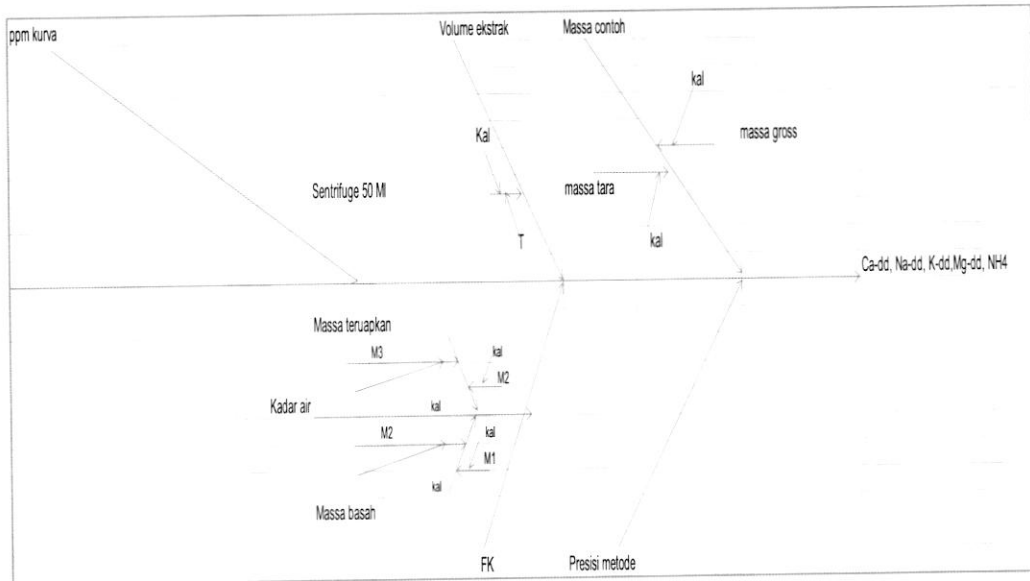 ppm kurva
Volume ekstrak
Massa contoh
kal
massa gross
Kal
Sentrifuge 50 Ml
massa tara
T
kal
Ca-dd, Na-dd, K-dd,Mg-dd, NH4
Massa teruapkan
M3
kal
M2
Kadar air
kal
M2
kal
M1
kal
Massa basah
FK
Presisi metode